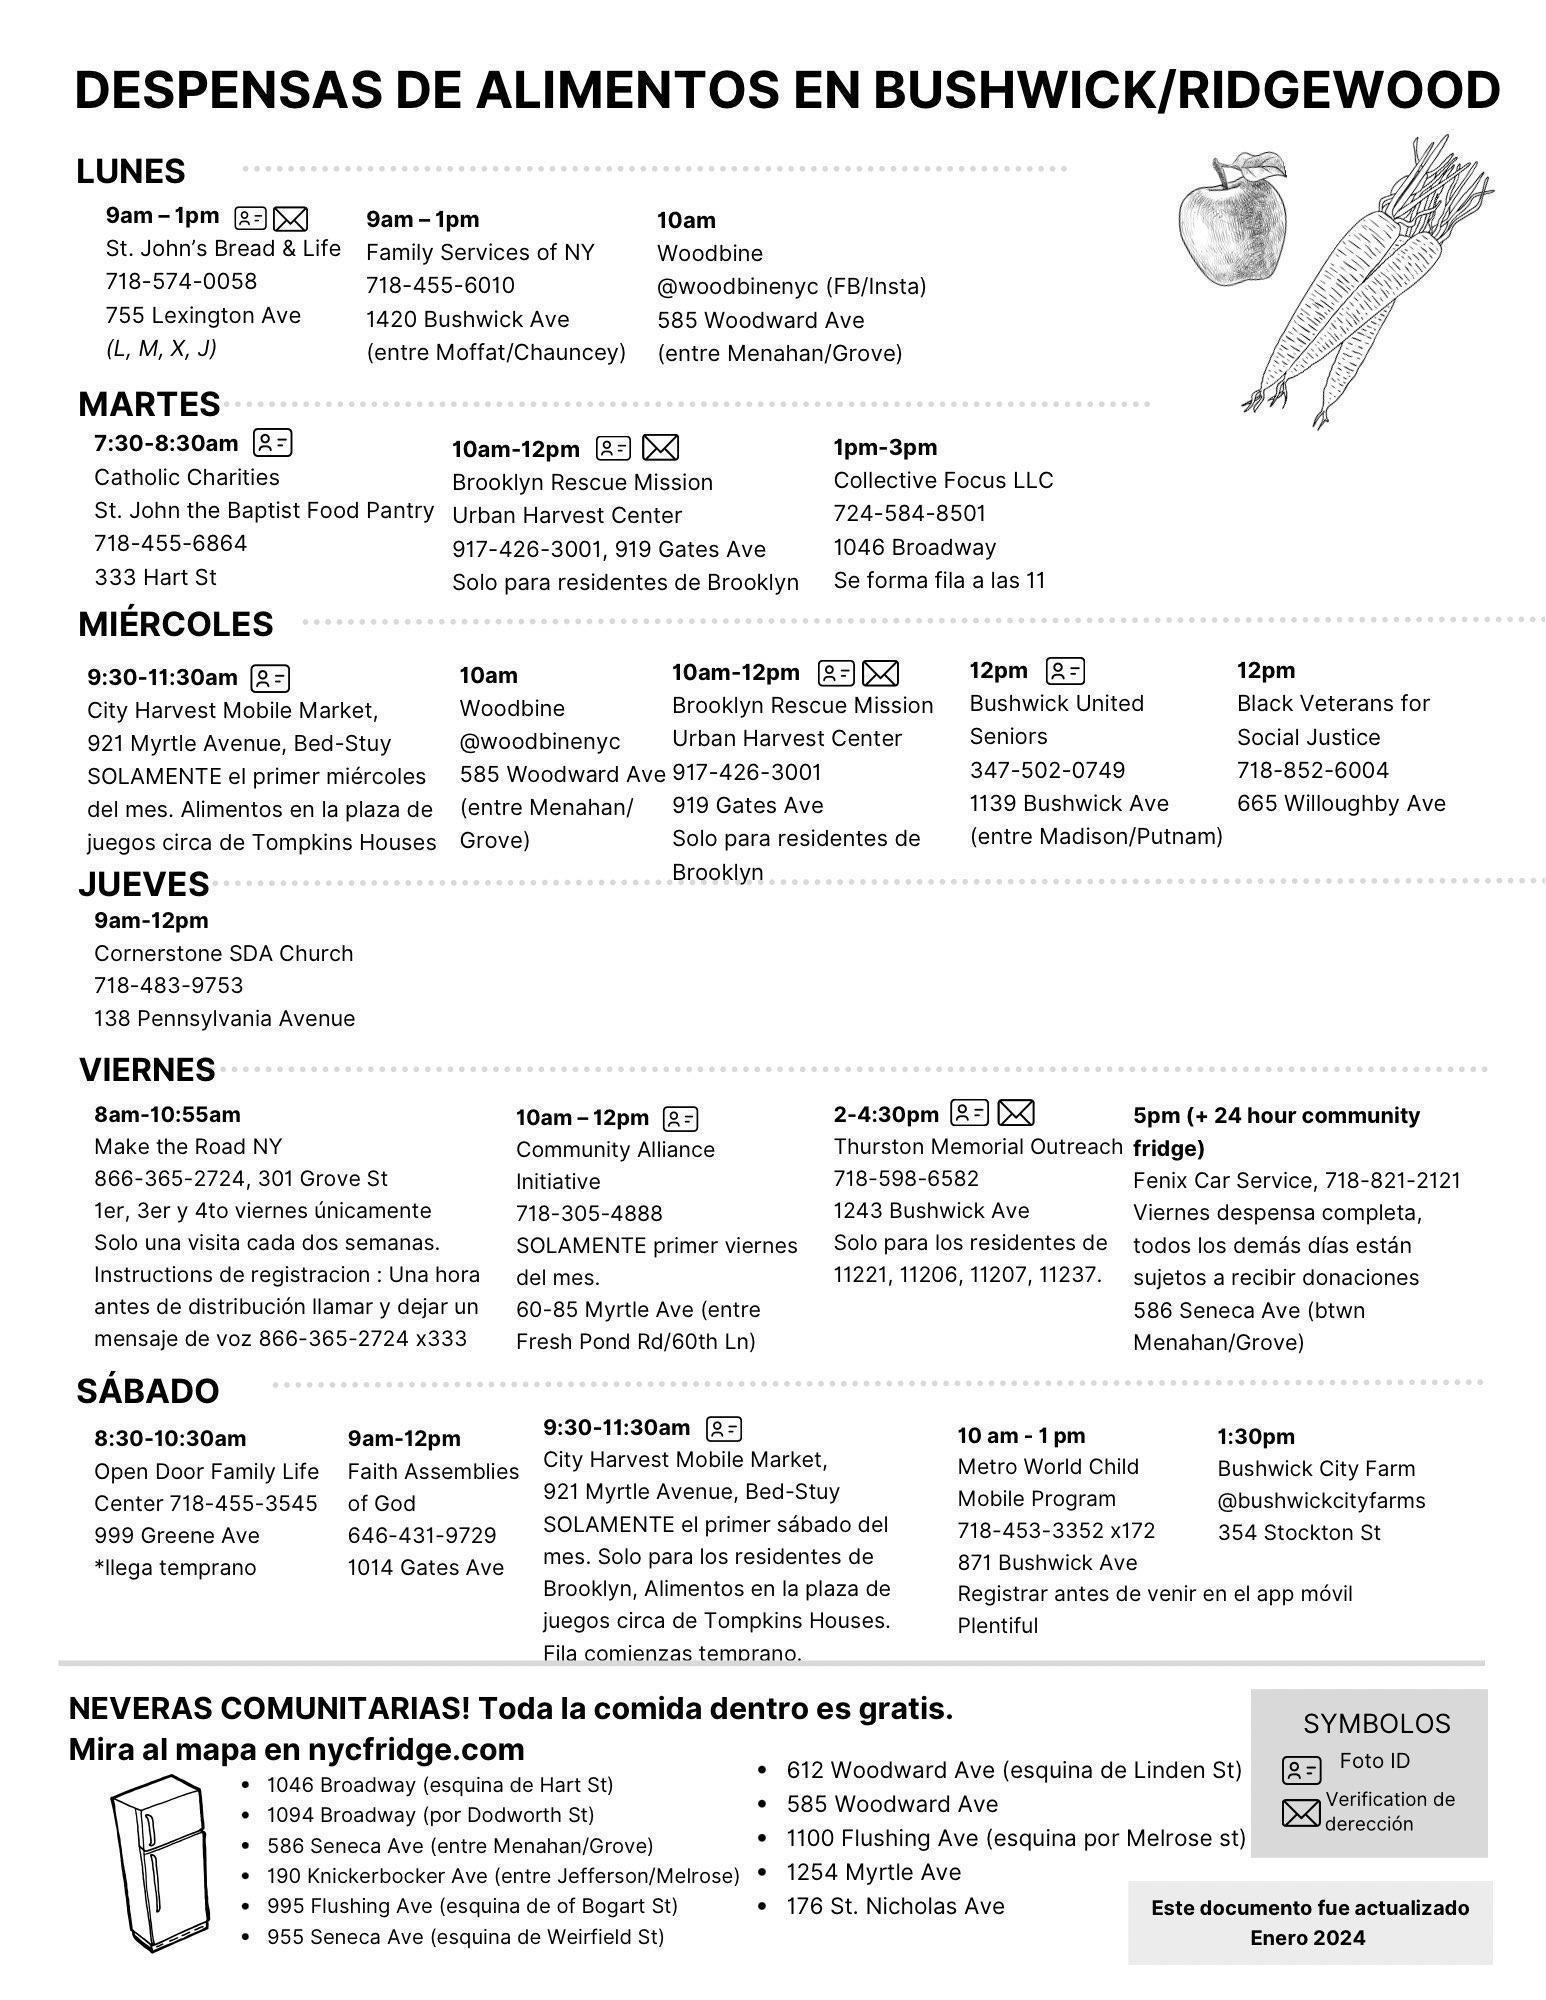 DESPENSAS DE ALIMENTOS EN BUSHWICK/RIDGEWOOD
LUNES
9am – 1pm
St. John’s Bread & Life
718-574-0058
755 Lexington Ave
(L, M, X, J)
9am – 1pm
Family Services of NY
718-455-6010
1420 Bushwick Ave
(entre Moffat/Chauncey)
10am
Woodbine
@woodbinenyc (FB/Insta)
585 Woodward Ave
(entre Menahan/Grove)
MARTES
7:30-8:30am
Catholic Charities
St. John the Baptist Food Pantry
718-455-6864
333 Hart St
10am-12pm
Brooklyn Rescue Mission
Urban Harvest Center
917-426-3001, 919 Gates Ave
Solo para residentes de Brooklyn
1pm-3pm
Collective Focus LLC
724-584-8501
1046 Broadway
Se forma fila a las 11
MIÉRCOLES
9:30-11:30am
City Harvest Mobile Market,
921 Myrtle Avenue, Bed-Stuy
SOLAMENTE el primer miércoles
del mes. Alimentos en la plaza de
juegos circa de Tompkins Houses
10am
Woodbine
@woodbinenyc
585 Woodward Ave
(entre Menahan/
Grove)
10am-12pm
Brooklyn Rescue Mission
Urban Harvest Center
917-426-3001
919 Gates Ave
Solo para residentes de
Brooklyn
12pm
Bushwick United
Seniors
347-502-0749
1139 Bushwick Ave
(entre Madison/Putnam)
12pm
Black Veterans for
Social Justice
718-852-6004
665 Willoughby Ave
JUEVES
9am-12pm
Cornerstone SDA Church
718-483-9753
138 Pennsylvania Avenue
VIERNES
8am-10:55am
Make the Road NY
866-365-2724, 301 Grove St
1er, 3er y 4to viernes únicamente
Solo una visita cada dos semanas.
Instructions de registracion : Una hora
antes de distribución llamar y dejar un
mensaje de voz 866-365-2724 x333
10am – 12pm
Community Alliance
Initiative
718-305-4888
SOLAMENTE primer viernes
del mes.
60-85 Myrtle Ave (entre
Fresh Pond Rd/60th Ln)
2-4:30pm
Thurston Memorial Outreach
718-598-6582
1243 Bushwick Ave
Solo para los residentes de
11221, 11206, 11207, 11237.
5pm (+ 24 hour community
fridge)
Fenix Car Service, 718-821-2121
Viernes despensa completa,
todos los demás días están
sujetos a recibir donaciones
586 Seneca Ave (btwn
Menahan/Grove)
SÁBADO
8:30-10:30am
Open Door Family Life
Center 718-455-3545
999 Greene Ave
*llega temprano
9am-12pm
Faith Assemblies
of God
646-431-9729
1014 Gates Ave
9:30-11:30am
City Harvest Mobile Market,
921 Myrtle Avenue, Bed-Stuy
SOLAMENTE el primer sábado del
mes. Solo para los residentes de
Brooklyn, Alimentos en la plaza de
juegos circa de Tompkins Houses.
Fila comienzas temprano.
10 am - 1 pm
Metro World Child
Mobile Program
718-453-3352 x172
871 Bushwick Ave
Registrar antes de venir en el app móvil
Plentiful
1:30pm
Bushwick City Farm
@bushwickcityfarms
354 Stockton St
NEVERAS COMUNITARIAS! Toda la comida dentro es gratis.
Mira al mapa en nycfridge.com
• 1046 Broadway (esquina de Hart St)
• 1094 Broadway (por Dodworth St)
• 586 Seneca Ave (entre Menahan/Grove)
• 190 Knickerbocker Ave (entre Jefferson/Melrose)
• 995 Flushing Ave (esquina de of Bogart St)
• 955 Seneca Ave (esquina de Weirfield St)
• 612 Woodward Ave (esquina de Linden St)
• 585 Woodward Ave
• 1100 Flushing Ave (esquina por Melrose st)
• 1254 Myrtle Ave
• 176 St. Nicholas Ave
SYMBOLOS
Foto ID
Verification de
derección
Este documento fue actualizado
Enero 2024